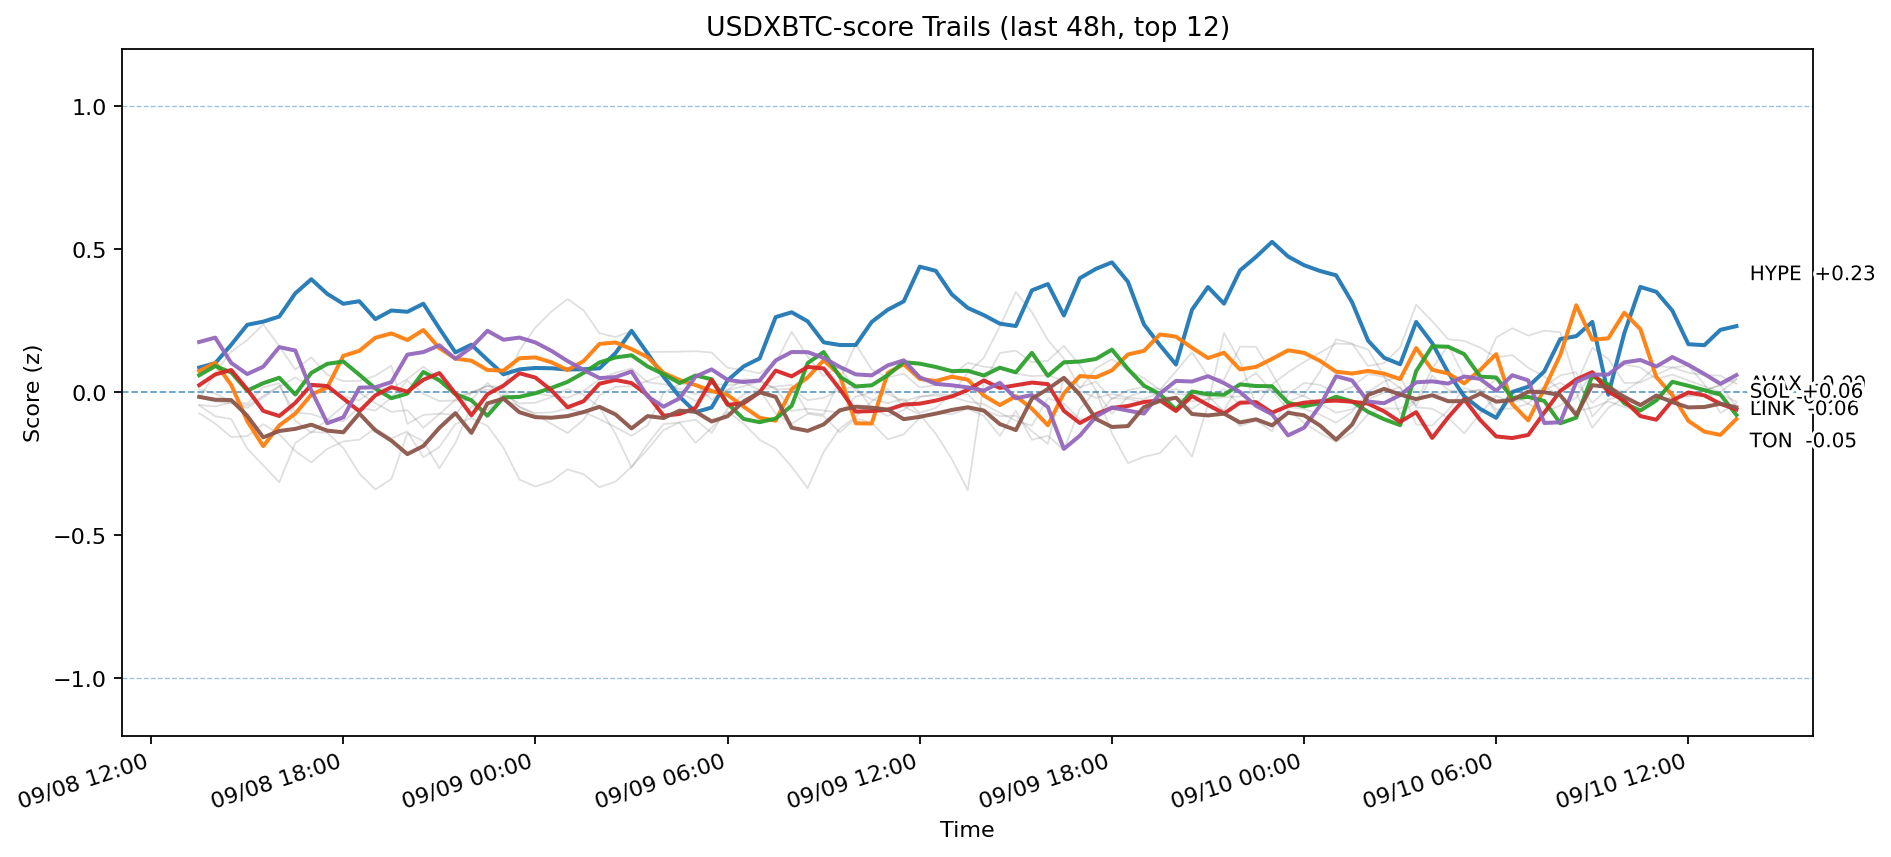 USDXBTC-score Trails (last 48h, top 12)
Score (z)
1.0
0.5
0.0
−0.5
−1.0
HYPE +0.23
SOL +0.06
LINK -0.06
TON -0.05
09/08 12:00
09/08 18:00
09/09 00:00
09/09 06:00
09/09 12:00
09/09 18:00
09/10 00:00
09/10 06:00
09/10 12:00
Time